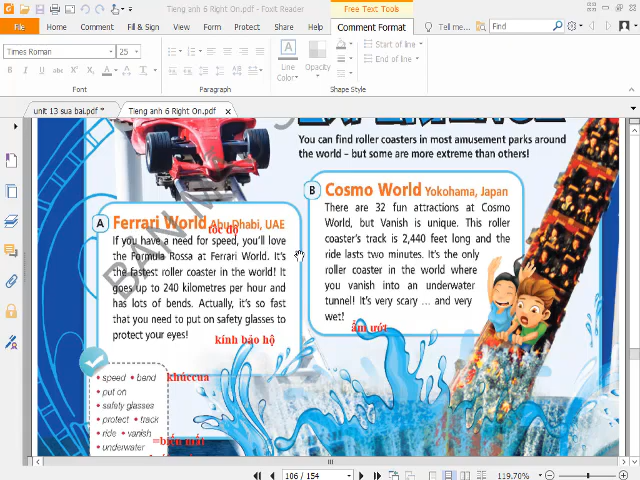 Tieng anh 6 Right On.pdf - Foxit Reader
Free Text Tools
File
Home
Comment
Fill & Sign
View
Form
Protect
Share
Help
Comment Format
Tell me...
Find
Times Roman
25
Line Color
Opacity
Start of line
End of line
Font
Paragraph
Shape Style
unit 13 sua bai.pdf *
Tieng anh 6 Right On.pdf
You can find roller coasters in most amusement parks around
the world – but some are more extreme than others!
A
Ferrari World Abu Dhabi, UAE
tốc độ
If you have a need for speed, you'll love
the Formula Rossa at Ferrari World. It's
the fastest roller coaster in the world! It
goes up to 240 kilometres per hour and
has lots of bends. Actually, it's so fast
that you need to put on safety glasses to
protect your eyes!
kính bảo hộ
B
Cosmo World Yokohama, Japan
There are 32 fun attractions at Cosmo
World, but Vanish is unique. This roller
coaster's track is 2,440 feet long and the
ride lasts two minutes. It's the only
roller coaster in the world where
you vanish into an underwater
tunnel! It's very scary ... and very
wet!
ẩm ướt
• speed • bend
khúccua
• put on
• safety glasses
• protect • track
• ride • vanish
=biến mất
• underwater
106 / 154
119.70%